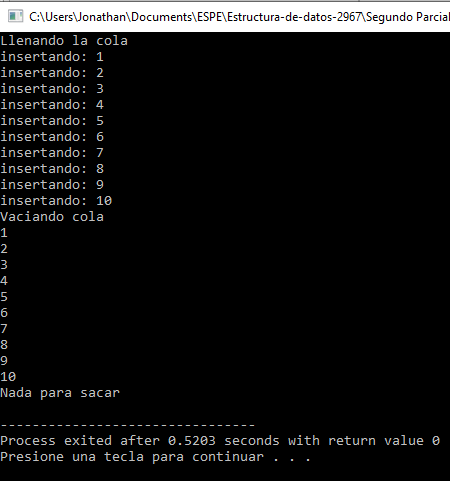 C:\Users\Jonathan\Documents\ESPE\Estructura-de-datos-2967\Segundo Parcial
Llenando la cola
insertando: 1
insertando: 2
insertando: 3
insertando: 4
insertando: 5
insertando: 6
insertando: 7
insertando: 8
insertando: 9
insertando: 10
Vaciando cola
1
2
3
4
5
6
7
8
9
10
Nada para sacar
--------------------------------
Process exited after 0.5203 seconds with return value 0
Presione una tecla para continuar . . .